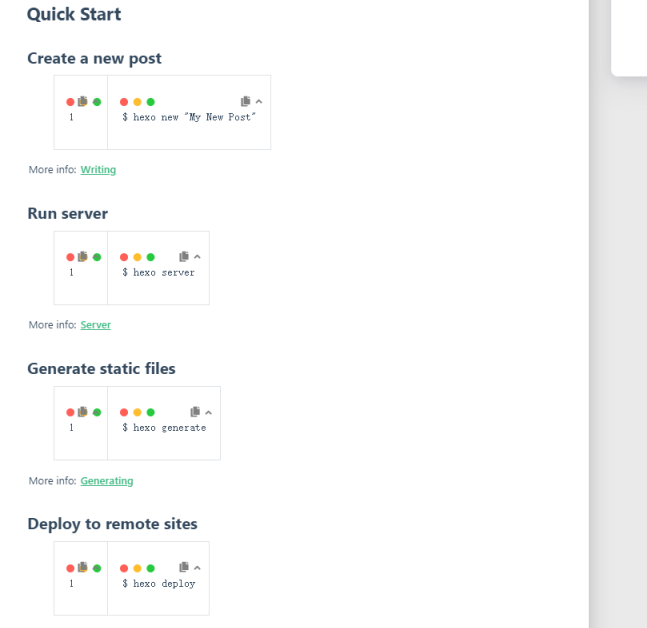 Quick Start
Create a new post
1
$ hexo new "My New Post"
More info: Writing
Run server
1
$ hexo server
More info: Server
Generate static files
1
$ hexo generate
More info: Generating
Deploy to remote sites
1
$ hexo deploy